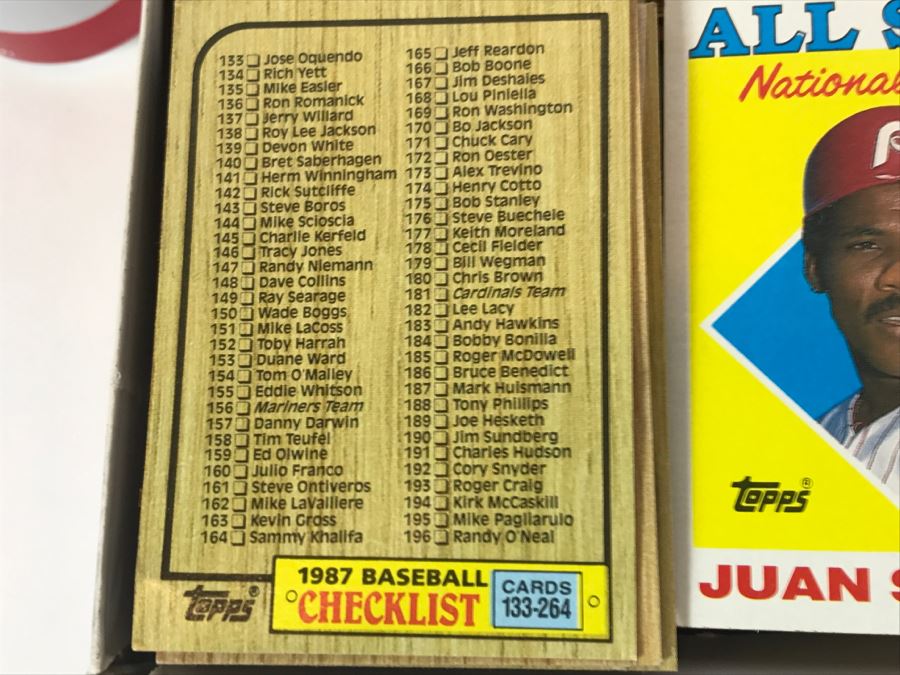 133 Jose Oquendo
134 Rich Yett
135 Mike Easler
136 Ron Romanick
137 Jerry Willard
138 Roy Lee Jackson
139 Devon White
140 Bret Saberhagen
141 Herm Winningham
142 Rick Sutcliffe
143 Steve Boros
144 Mike Scioscia
145 Charlie Kerfeld
146 Tracy Jones
147 Randy Niemann
148 Dave Collins
149 Ray Searage
150 Wade Boggs
151 Mike LaCoss
152 Toby Harrah
153 Duane Ward
154 Tom O'Malley
155 Eddie Whitson
156 Mariners Team
157 Danny Darwin
158 Tim Teufel
159 Ed Olwine
160 Julio Franco
161 Steve Ontiveros
162 Mike LaValliere
163 Kevin Gross
164 Sammy Khalifa
165 Jeff Reardon
166 Bob Boone
167 Jim Deshaies
168 Lou Piniella
169 Ron Washington
170 Bo Jackson
171 Chuck Cary
172 Ron Oester
173 Alex Trevino
174 Henry Cotto
175 Bob Stanley
176 Steve Buechele
177 Keith Moreland
178 Cecil Fielder
179 Bill Wegman
180 Chris Brown
181 Cardinals Team
182 Lee Lacy
183 Andy Hawkins
184 Bobby Bonilla
185 Roger McDowell
186 Bruce Benedict
187 Mark Huismann
188 Tony Phillips
189 Joe Hesketh
190 Jim Sundberg
191 Charles Hudson
192 Cory Snyder
193 Roger Craig
194 Kirk McCaskill
195 Mike Pagliarulo
196 Randy O'Neal
topps®
1987 BASEBALL
CHECKLIST
CARDS
133-264
ALL S
National
P
topps®
JUAN S